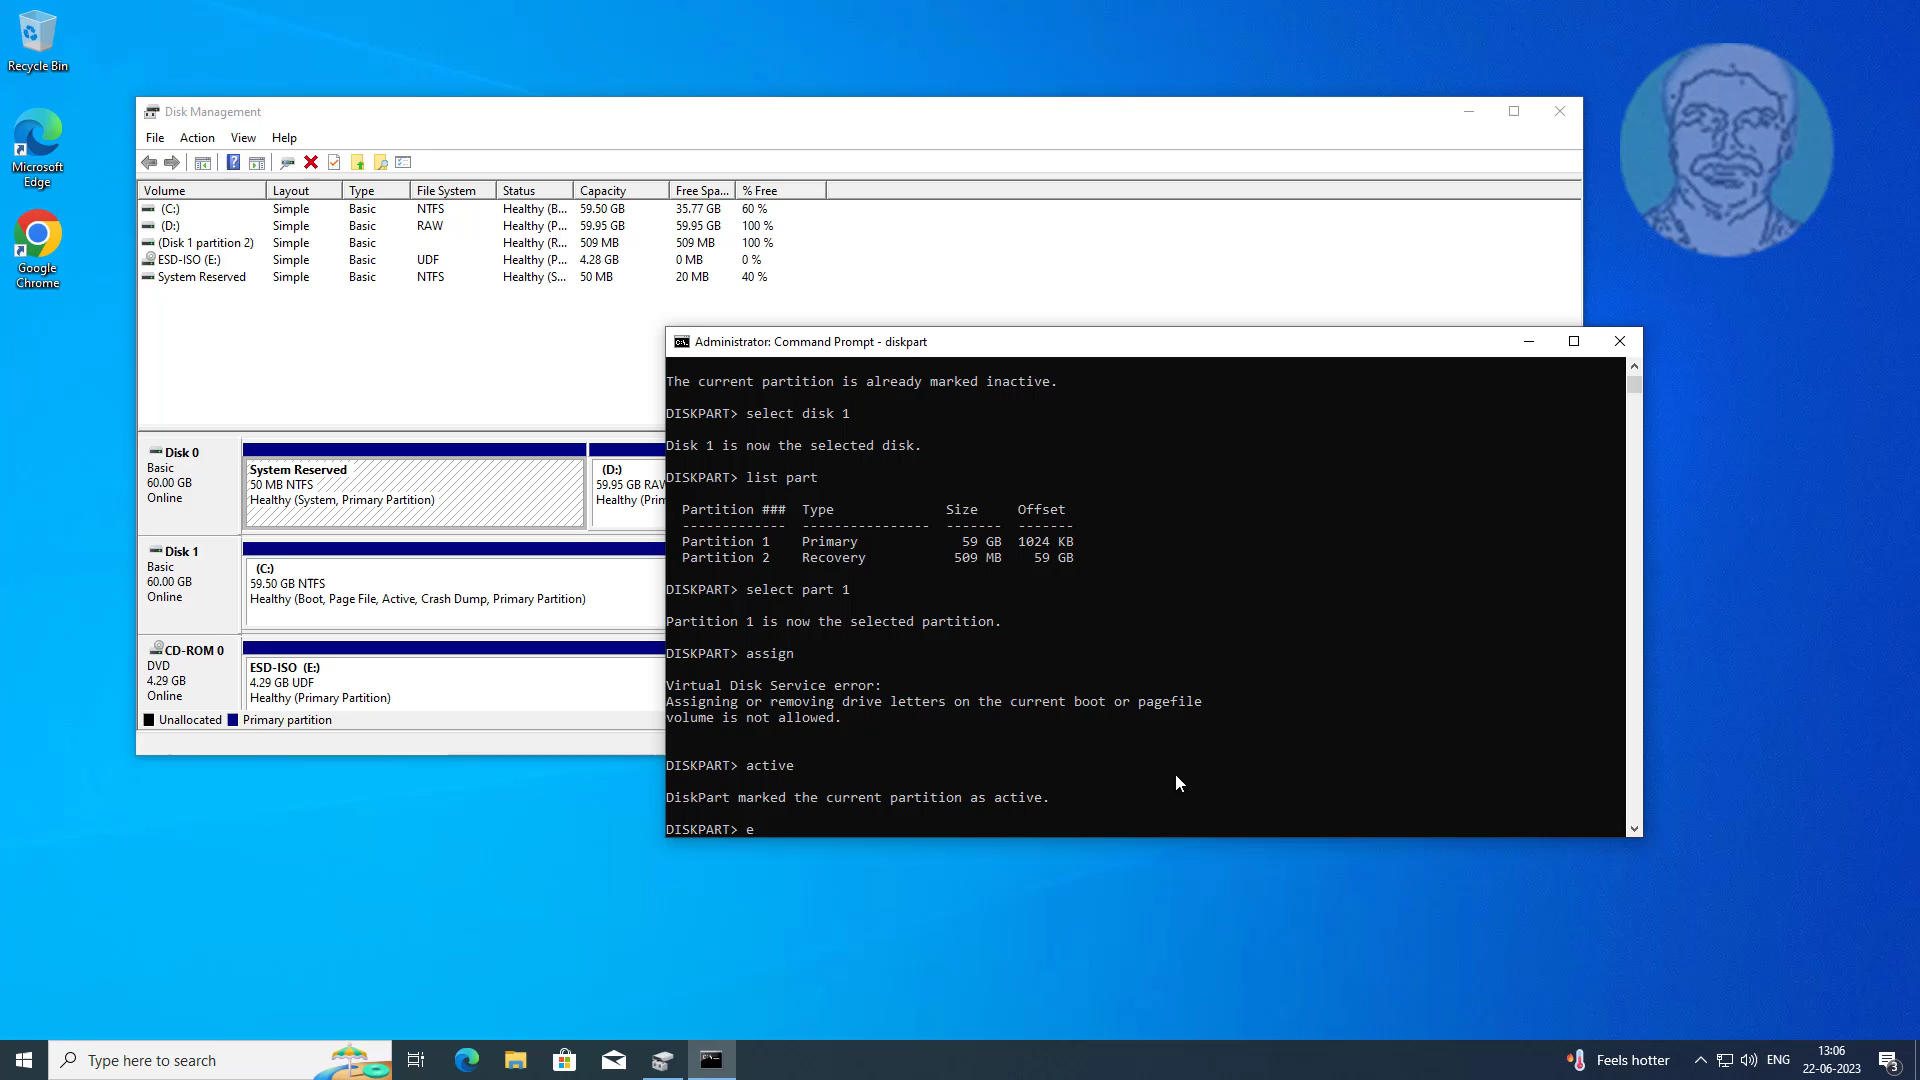 Recycle Bin
Microsoft
Edge
Google
Chrome
Disk Management
File Action View Help
Volume Layout Type File System Status Capacity Free Spa... % Free
(C:) Simple Basic NTFS Healthy (B... 59.50 GB 35.77 GB 60 %
(D:) Simple Basic RAW Healthy (P... 59.95 GB 59.95 GB 100 %
(Disk 1 partition 2) Simple Basic Healthy (R... 509 MB 509 MB 100 %
ESD-ISO (E:) Simple Basic UDF Healthy (P... 4.28 GB 0 MB 0 %
System Reserved Simple Basic NTFS Healthy (S... 50 MB 20 MB 40 %
Disk 0
Basic
60.00 GB
Online
System Reserved
50 MB NTFS
Healthy (System, Primary Partition)
(D:)
59.95 GB RAW
Healthy (Prin
Disk 1
Basic
60.00 GB
Online
(C:)
59.50 GB NTFS
Healthy (Boot, Page File, Active, Crash Dump, Primary Partition)
CD-ROM 0
DVD
4.29 GB
Online
ESD-ISO (E:)
4.29 GB UDF
Healthy (Primary Partition)
Unallocated Primary partition
Administrator: Command Prompt - diskpart
The current partition is already marked inactive.
DISKPART> select disk 1
Disk 1 is now the selected disk.
DISKPART> list part
Partition ### Type Size Offset
------------- ---------------- ------- -------
Partition 1 Primary 59 GB 1024 KB
Partition 2 Recovery 509 MB 59 GB
DISKPART> select part 1
Partition 1 is now the selected partition.
DISKPART> assign
Virtual Disk Service error:
Assigning or removing drive letters on the current boot or pagefile
volume is not allowed.
DISKPART> active
DiskPart marked the current partition as active.
DISKPART> e
Type here to search
Feels hotter
ENG
13:06
22-06-2023
3